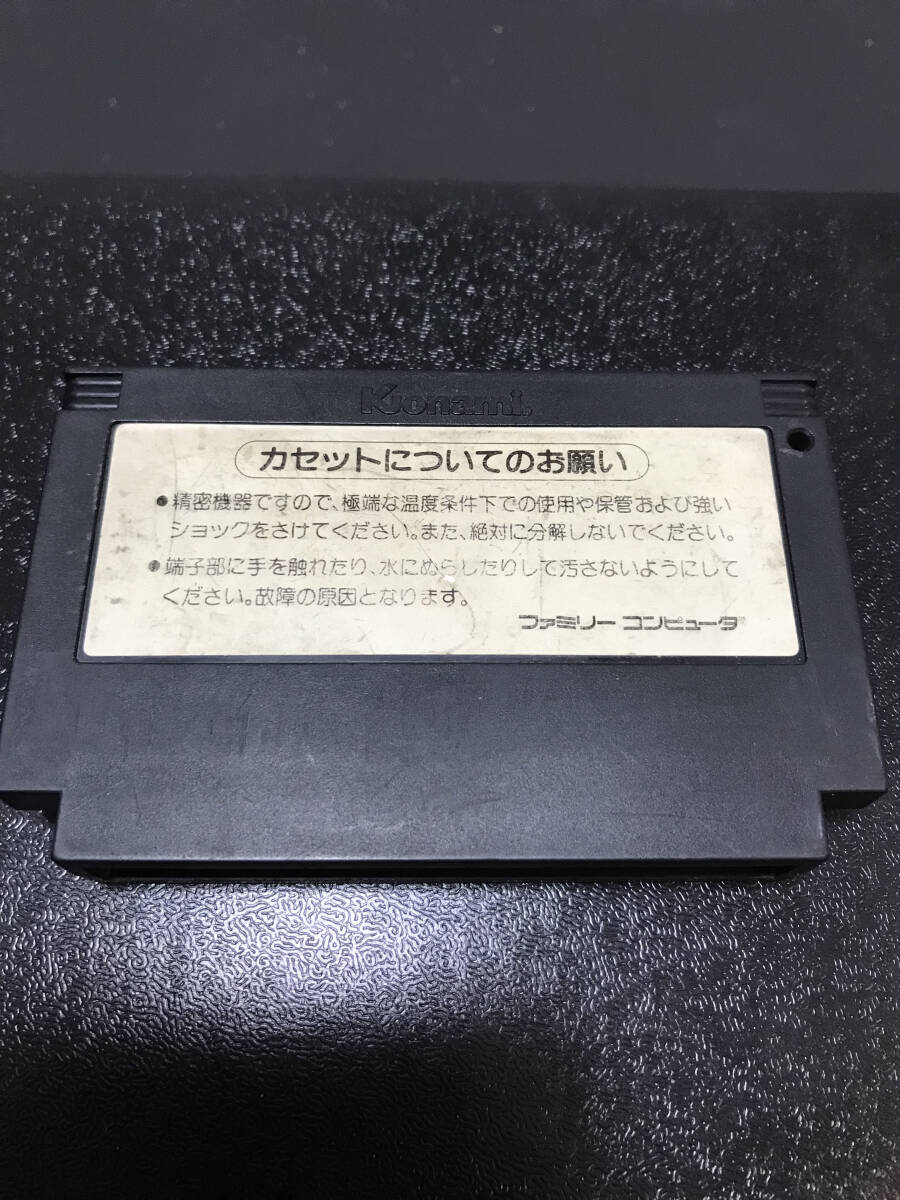 Konami
カセットについてのお願い
●精密機器ですので、極端な温度条件下での使用や保管および強い
ショックをさけてください。また、絶対に分解しないでください。
●端子部に手を触れたり、水にぬらしたりして汚さないようにして
ください。故障の原因となります。
ファミリーコンピュータ